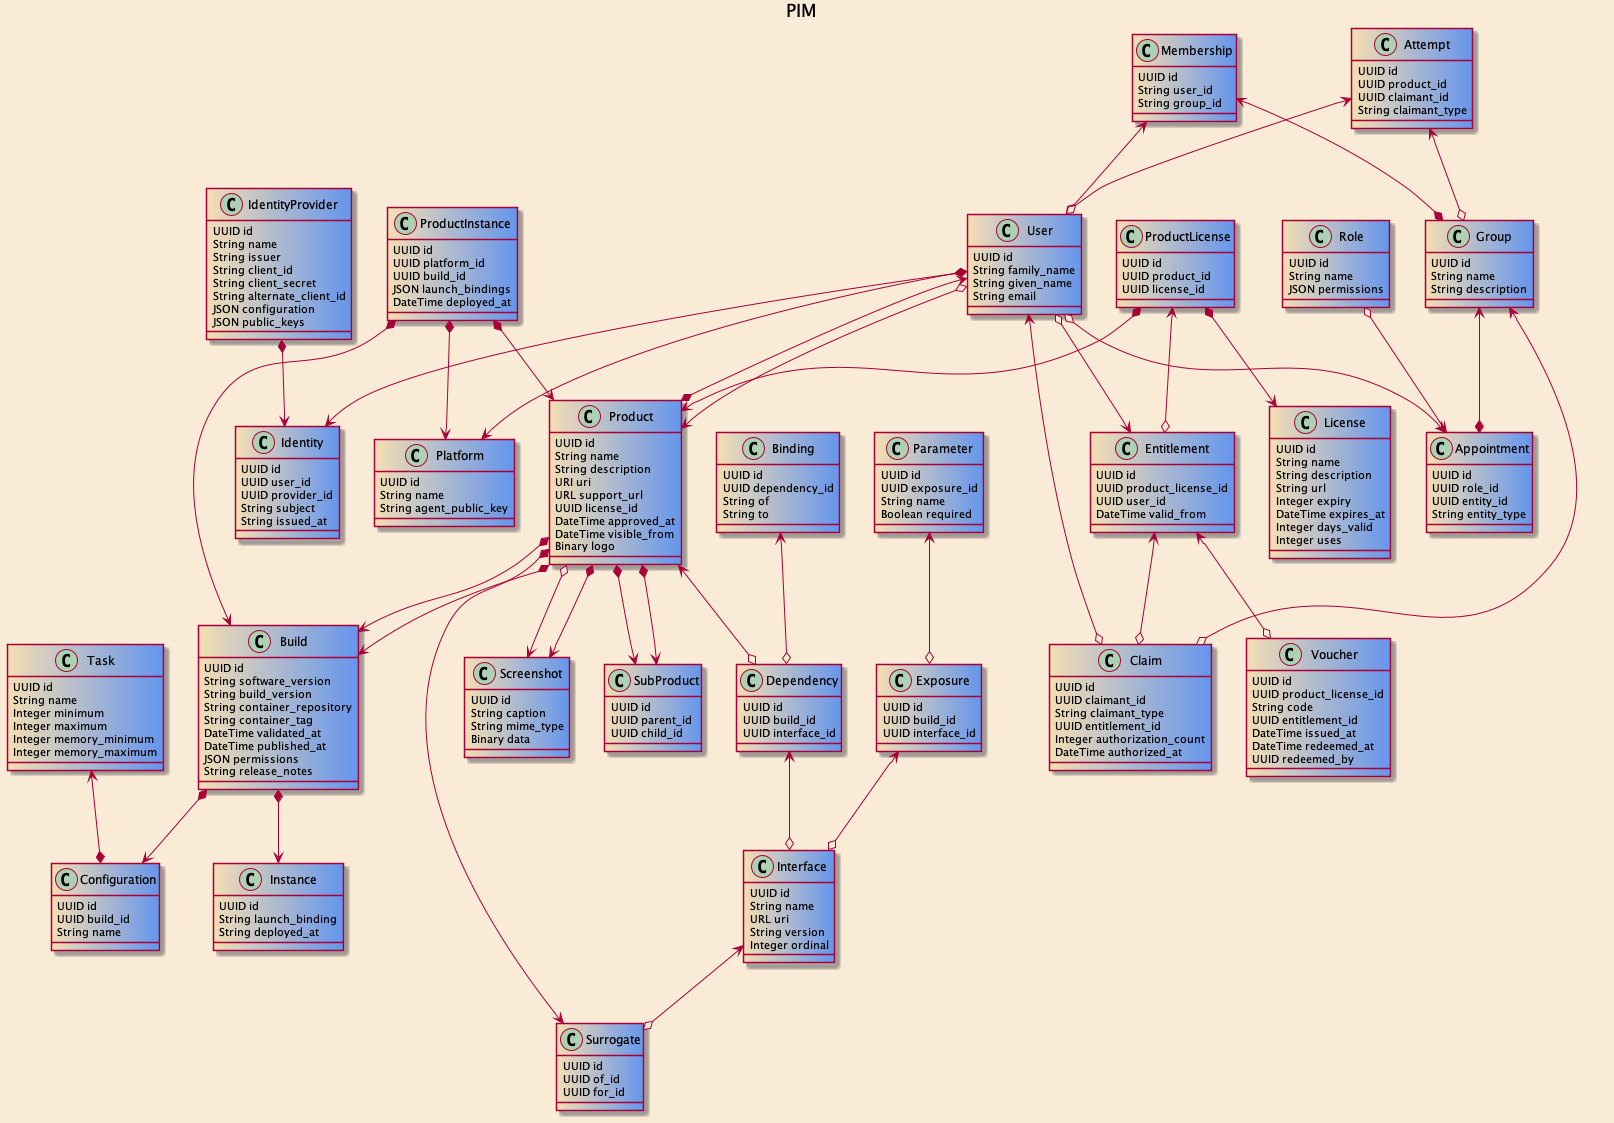 PIM
C Membership
UUID id
String user_id
String group_id
C Attempt
UUID id
UUID product_id
UUID claimant_id
String claimant_type
C IdentityProvider
UUID id
String name
String issuer
String client_id
String client_secret
String alternate_client_id
JSON configuration
JSON public_keys
C ProductInstance
UUID id
UUID platform_id
UUID build_id
JSON launch_bindings
DateTime deployed_at
C User
UUID id
String family_name
String given_name
String email
C ProductLicense
UUID id
UUID product_id
UUID license_id
C Role
UUID id
String name
JSON permissions
C Group
UUID id
String name
String description
C Identity
UUID id
UUID user_id
UUID provider_id
String subject
String issued_at
C Platform
UUID id
String name
String agent_public_key
C Product
UUID id
String name
String description
URI uri
URL support_url
UUID license_id
DateTime approved_at
DateTime visible_from
Binary logo
C Binding
UUID id
UUID dependency_id
String of
String to
C Parameter
UUID id
UUID exposure_id
String name
Boolean required
C Entitlement
UUID id
UUID product_license_id
UUID user_id
DateTime valid_from
C License
UUID id
String name
String description
String url
Integer expiry
DateTime expires_at
Integer days_valid
Integer uses
C Appointment
UUID id
UUID role_id
UUID entity_id
String entity_type
C Task
UUID id
String name
Integer minimum
Integer maximum
Integer memory_minimum
Integer memory_maximum
C Build
UUID id
String software_version
String build_version
String container_repository
String container_tag
DateTime validated_at
DateTime published_at
JSON permissions
String release_notes
C Screenshot
UUID id
String caption
String mime_type
Binary data
C SubProduct
UUID id
UUID parent_id
UUID child_id
C Dependency
UUID id
UUID build_id
UUID interface_id
C Exposure
UUID id
UUID build_id
UUID interface_id
C Claim
UUID id
UUID claimant_id
String claimant_type
UUID entitlement_id
Integer authorization_count
DateTime authorized_at
C Voucher
UUID id
UUID product_license_id
String code
UUID entitlement_id
DateTime issued_at
DateTime redeemed_at
UUID redeemed_by
C Configuration
UUID id
UUID build_id
String name
C Instance
UUID id
String launch_binding
String deployed_at
C Interface
UUID id
String name
URL uri
String version
Integer ordinal
C Surrogate
UUID id
UUID of_id
UUID for_id